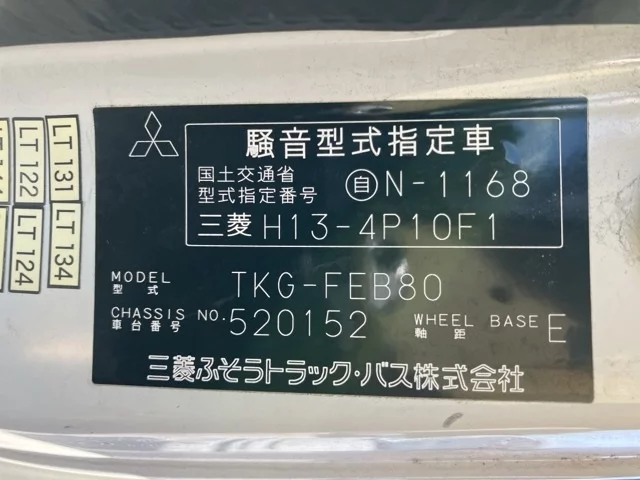 騒音型式指定車
国土交通省
型式指定番号
自N-1168
三菱 H13-4P10F1
MODEL
型式
TKG-FEB80
CHASSIS NO.
車台番号
520152
WHEEL BASE
軸距
E
三菱ふそうトラック・バス株式会社
LT 131
LT 122
LT 134
LT 124